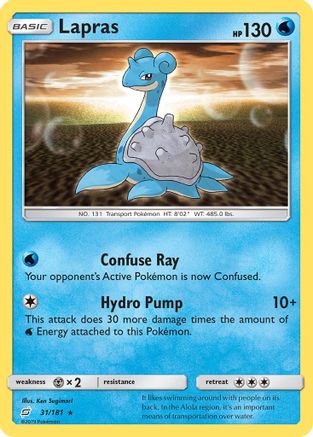 BASIC Lapras HP 130
NO. 131 Transport Pokémon HT: 8'02" WT: 485.0 lbs.
Confuse Ray
Your opponent's Active Pokémon is now Confused.
Hydro Pump 10+
This attack does 30 more damage times the amount of
Energy attached to this Pokémon.
weakness × 2 resistance retreat
Illus. Ken Sugimori
31/181 ★
©2019 Pokémon
It likes swimming around with people on its
back. In the Alola region, it's an important
means of transportation over water.